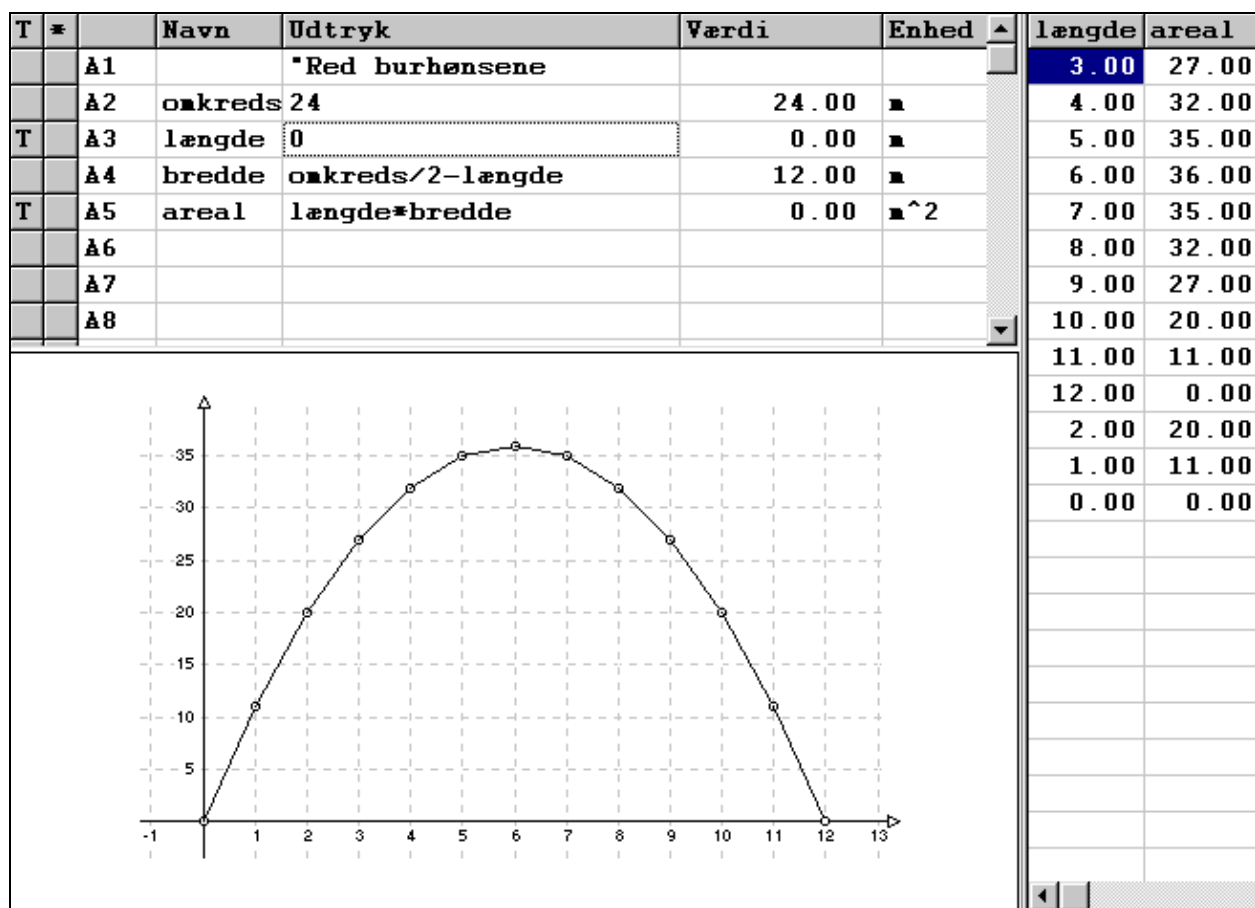 T * Navn Udtryk Værdi Enhed
A1 "Red burhønsene
A2 omkreds 24 24.00 m
T A3 længde 0 0.00 m
A4 bredde omkreds/2-længde 12.00 m
T A5 areal længde*bredde 0.00 m^2
A6
A7
A8
længde areal
3.00 27.00
4.00 32.00
5.00 35.00
6.00 36.00
7.00 35.00
8.00 32.00
9.00 27.00
10.00 20.00
11.00 11.00
12.00 0.00
2.00 20.00
1.00 11.00
0.00 0.00
35
30
25
20
15
10
5
-1 1 2 3 4 5 6 7 8 9 10 11 12 13